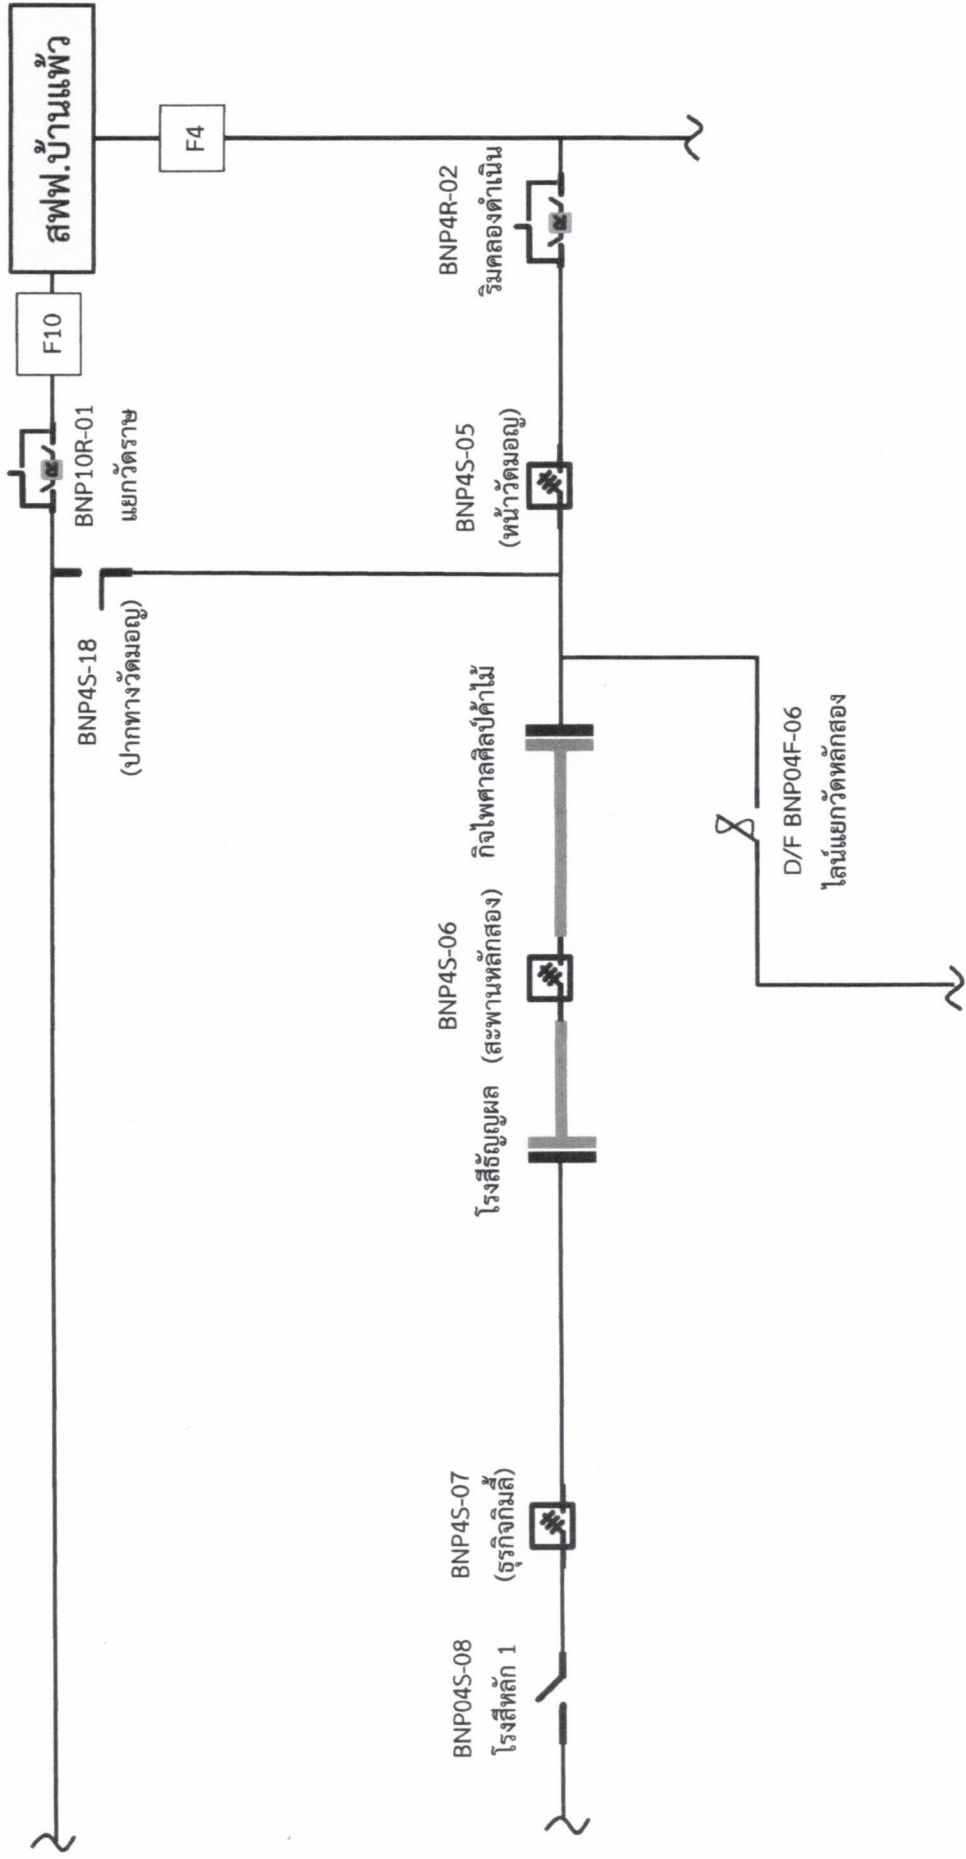 สฟฟ.บ้านแพ้ว
F10
F4
BNP10R-01
แยกวัดราษ
BNP4R-02
ริมคลองดำเนิน
BNP4S-18
(ปากทางวัดมอญ)
BNP4S-05
(หน้าวัดมอญ)
กิจไพศาลศิลป์ค้าไม้
BNP4S-06
(สะพานหลักสอง)
โรงสีธัญญผล
D/F BNP04F-06
ไลน์แยกวัดหลักสอง
BNP4S-07
(ธุรกิจกิมลี้)
BNP04S-08
โรงสีหลัก 1
R
R